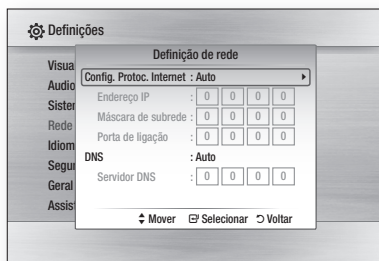 Definições
Definição de rede
Visua
Audio
Sister
Rede
Idiom
Segur
Geral
Assis
Config. Protoc. Internet : Auto
Endereço IP : 0 0 0 0
Máscara de subrede : 0 0 0 0
Porta de ligação : 0 0 0 0
DNS : Auto
Servidor DNS : 0 0 0 0
Mover Selecionar Voltar